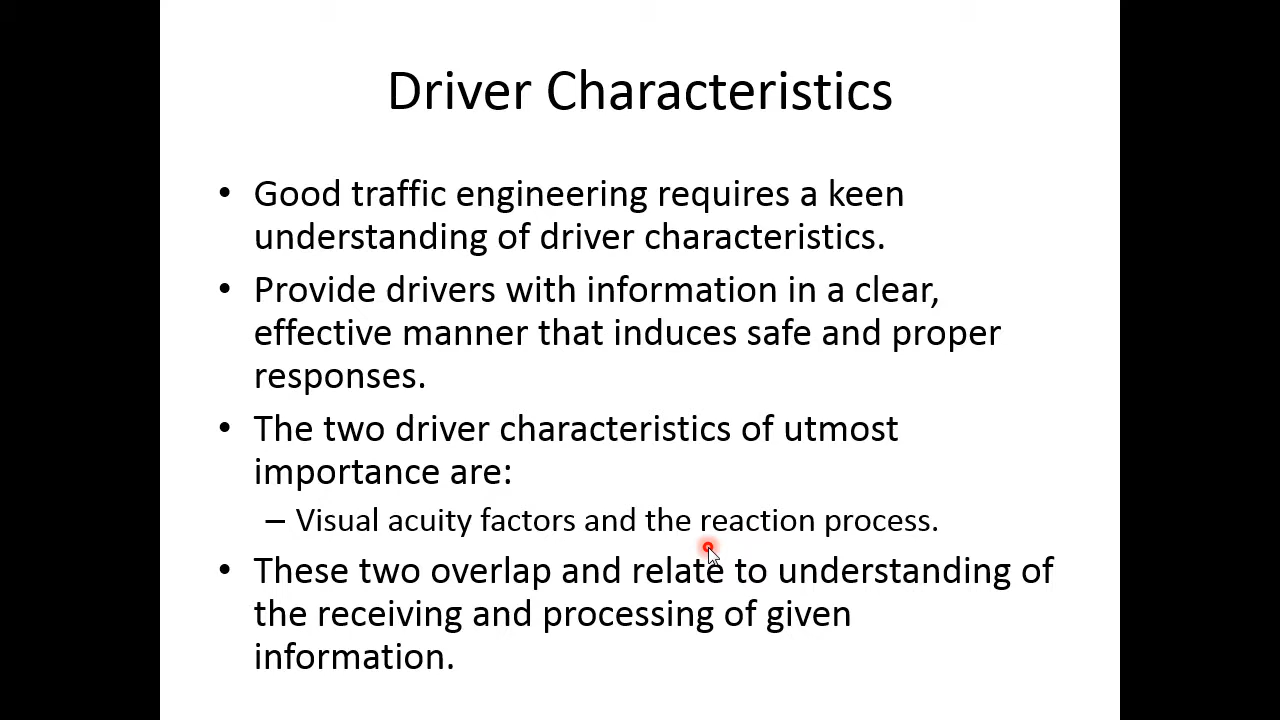 Driver Characteristics
• Good traffic engineering requires a keen
understanding of driver characteristics.
• Provide drivers with information in a clear,
effective manner that induces safe and proper
responses.
• The two driver characteristics of utmost
importance are:
– Visual acuity factors and the reaction process.
• These two overlap and relate to understanding of
the receiving and processing of given
information.